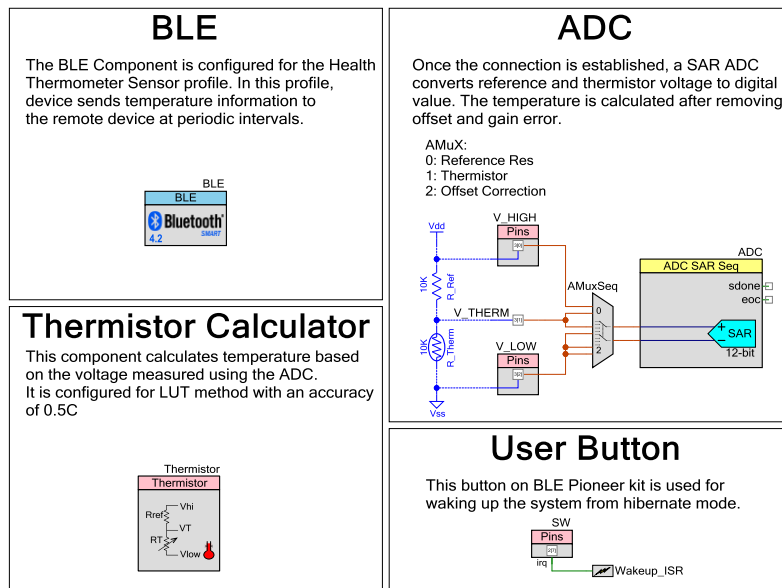 BLE
The BLE Component is configured for the Health
Thermometer Sensor profile. In this profile,
device sends temperature information to
the remote device at periodic intervals.
BLE
BLE
Bluetooth
SMART
4.2
Thermistor Calculator
This component calculates temperature based
on the voltage measured using the ADC.
It is configured for LUT method with an accuracy
of 0.5C
Thermistor
Thermistor
Vhi
Rref
VT
RT
Vlow
ADC
Once the connection is established, a SAR ADC
converts reference and thermistor voltage to digital
value. The temperature is calculated after removing
offset and gain error.
AMuX:
0: Reference Res
1: Thermistor
2: Offset Correction
V_HIGH
Pins
3[0]
Vdd
10K
R_Ref
V_THERM
3[1]
10K
R_Therm
V_LOW
Pins
3[2]
Vss
AMuxSeq
0
2
ADC
ADC SAR Seq
sdone
eoc
SAR
12-bit
User Button
This button on BLE Pioneer kit is used for
waking up the system from hibernate mode.
SW
Pins
2[7]
irq
Wakeup_ISR